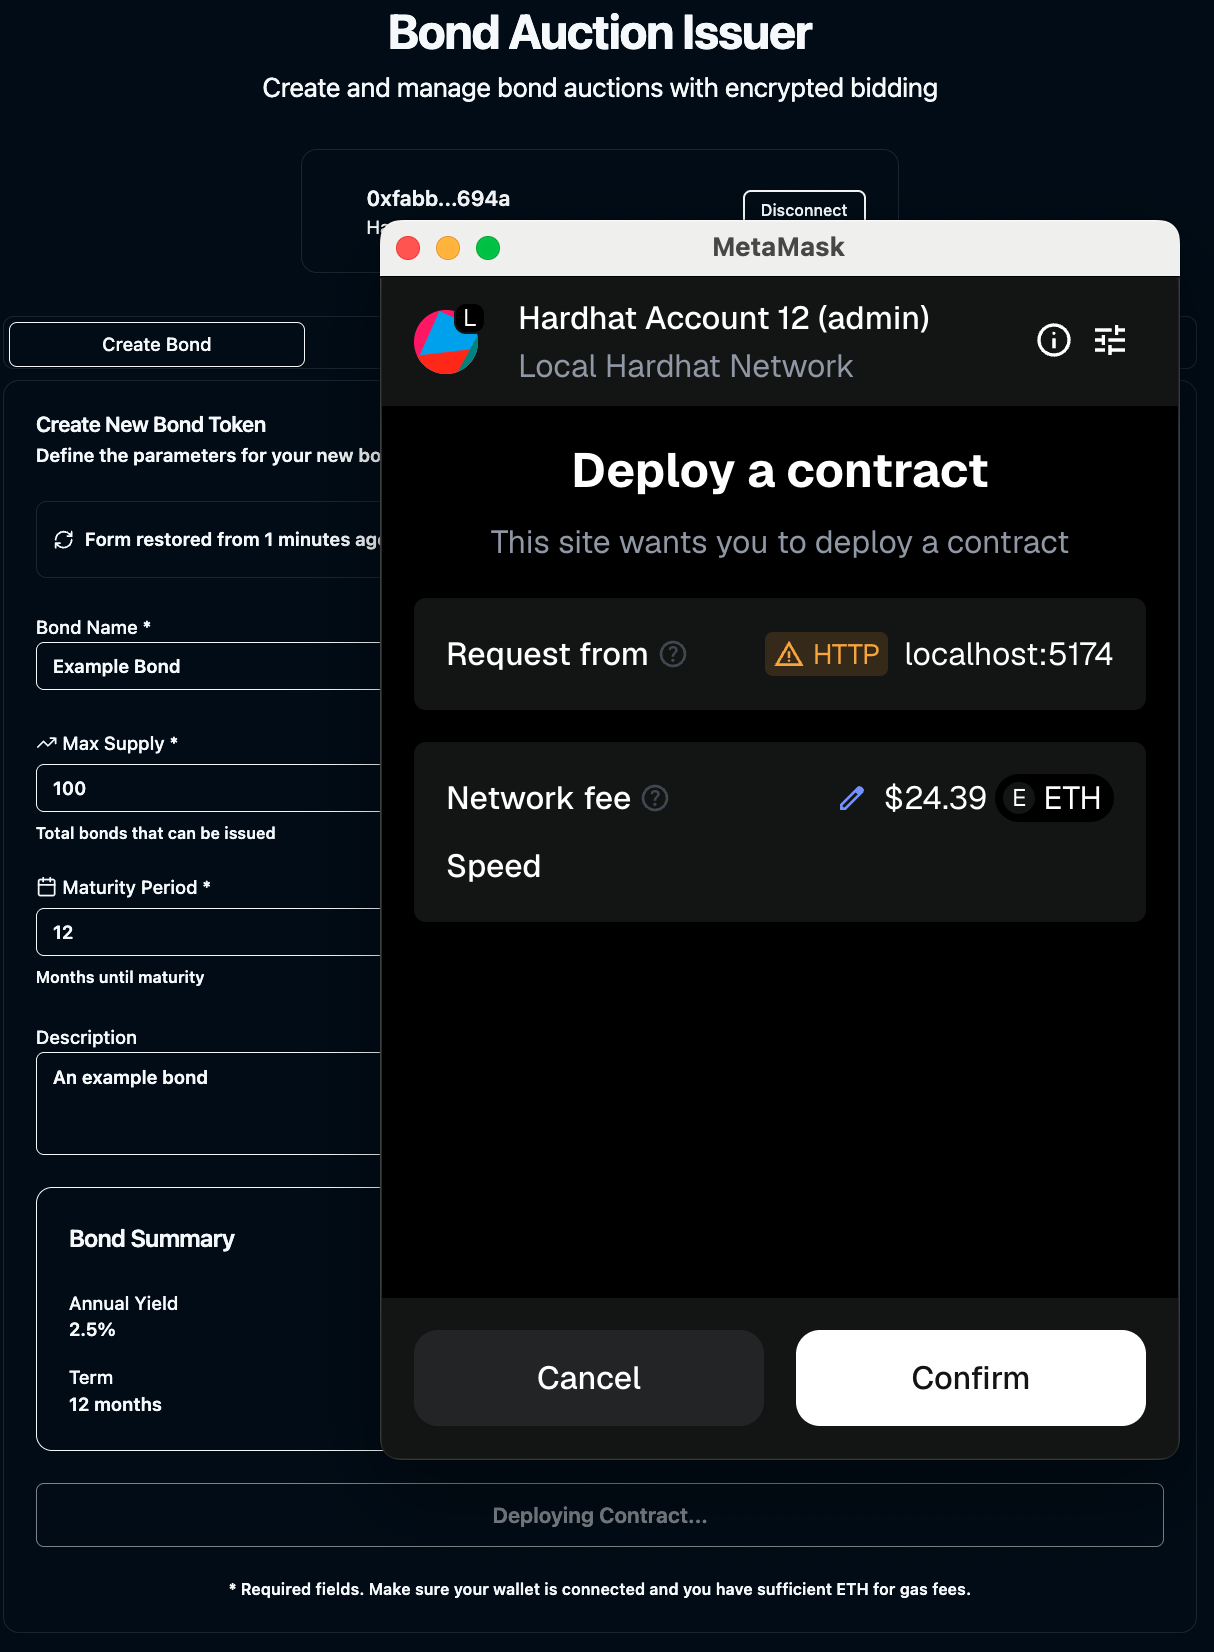 Bond Auction Issuer
Create and manage bond auctions with encrypted bidding
0xfabb...694a
Disconnect
MetaMask
L
Hardhat Account 12 (admin)
Local Hardhat Network
Create Bond
Create New Bond Token
Define the parameters for your new
Deploy a contract
This site wants you to deploy a contract
Form restored from 1 minutes
Request from ? HTTP localhost:5174
Bond Name *
Example Bond
Max Supply *
100
Total bonds that can be issued
Network fee ? $24.39 E ETH
Speed
Maturity Period *
12
Months until maturity
Description
An example bond
Bond Summary
Annual Yield
2.5%
Term
12 months
Cancel
Confirm
Deploying Contract...
* Required fields. Make sure your wallet is connected and you have sufficient ETH for gas fees.